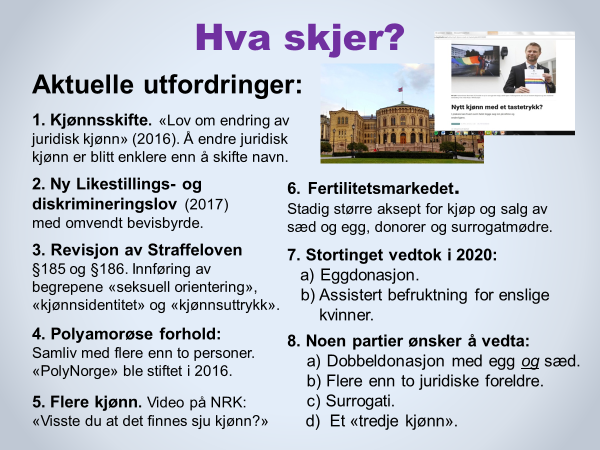 Hva skjer?
Aktuelle utfordringer:
1. Kjønnsskifte. «Lov om endring av
juridisk kjønn» (2016). Å endre juridisk
kjønn er blitt enklere enn å skifte navn.
2. Ny Likestillings- og
diskrimineringslov (2017)
med omvendt bevisbyrde.
3. Revisjon av Straffeloven
§185 og §186. Innføring av
begrepene «seksuell orientering»,
«kjønnsidentitet» og «kjønnsuttrykk».
4. Polyamorøse forhold:
Samliv med flere enn to personer.
«PolyNorge» ble stiftet i 2016.
5. Flere kjønn. Video på NRK:
«Visste du at det finnes sju kjønn?»
Nytt kjønn med et tastetrykk?
6. Fertilitetsmarkedet.
Stadig større aksept for kjøp og salg av
sæd og egg, donorer og surrogatmødre.
7. Stortinget vedtok i 2020:
a) Eggdonasjon.
b) Assistert befruktning for enslige
kvinner.
8. Noen partier ønsker å vedta:
a) Dobbeldonasjon med egg og sæd.
b) Flere enn to juridiske foreldre.
c) Surrogati.
d) Et «tredje kjønn».